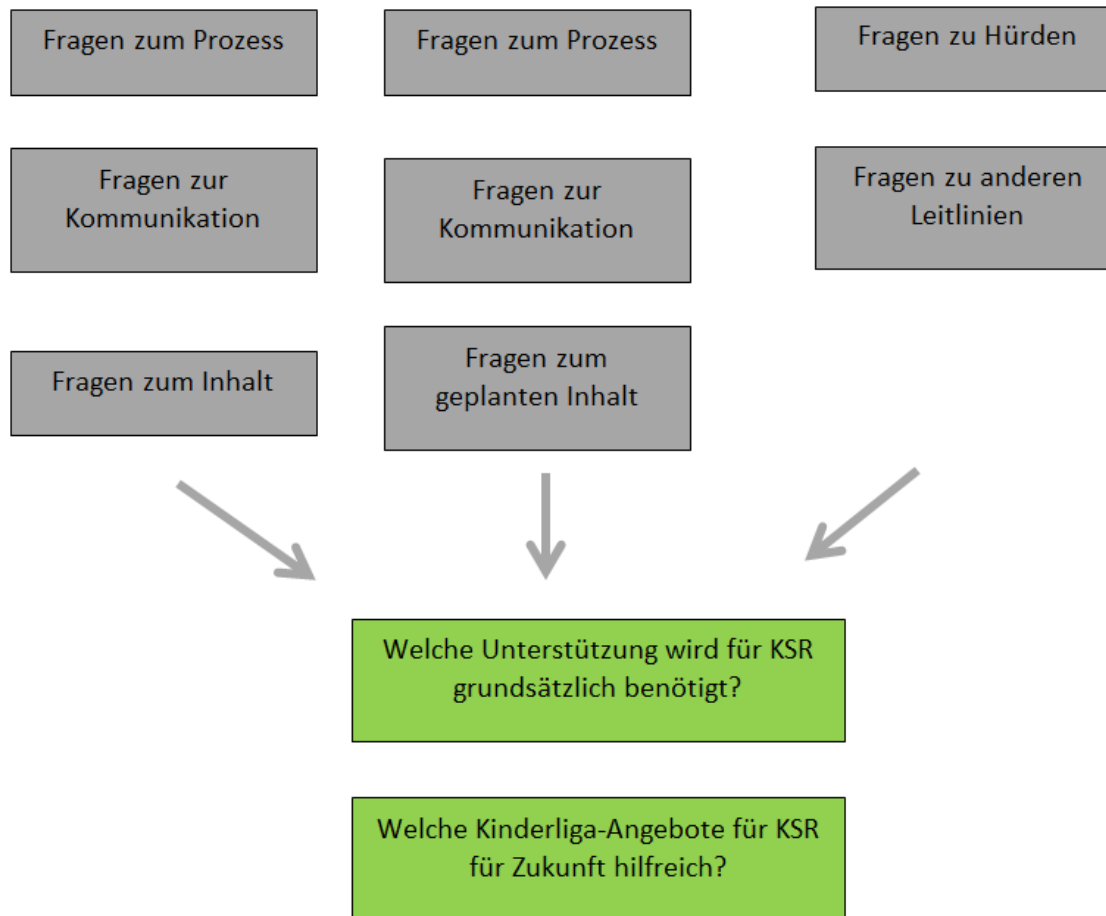 Fragen zum Prozess
Fragen zum Prozess
Fragen zu Hürden
Fragen zur
Kommunikation
Fragen zur
Kommunikation
Fragen zu anderen
Leitlinien
Fragen zum Inhalt
Fragen zum
geplanten Inhalt
Welche Unterstützung wird für KSR
grundsätzlich benötigt?
Welche Kinderliga-Angebote für KSR
für Zukunft hilfreich?